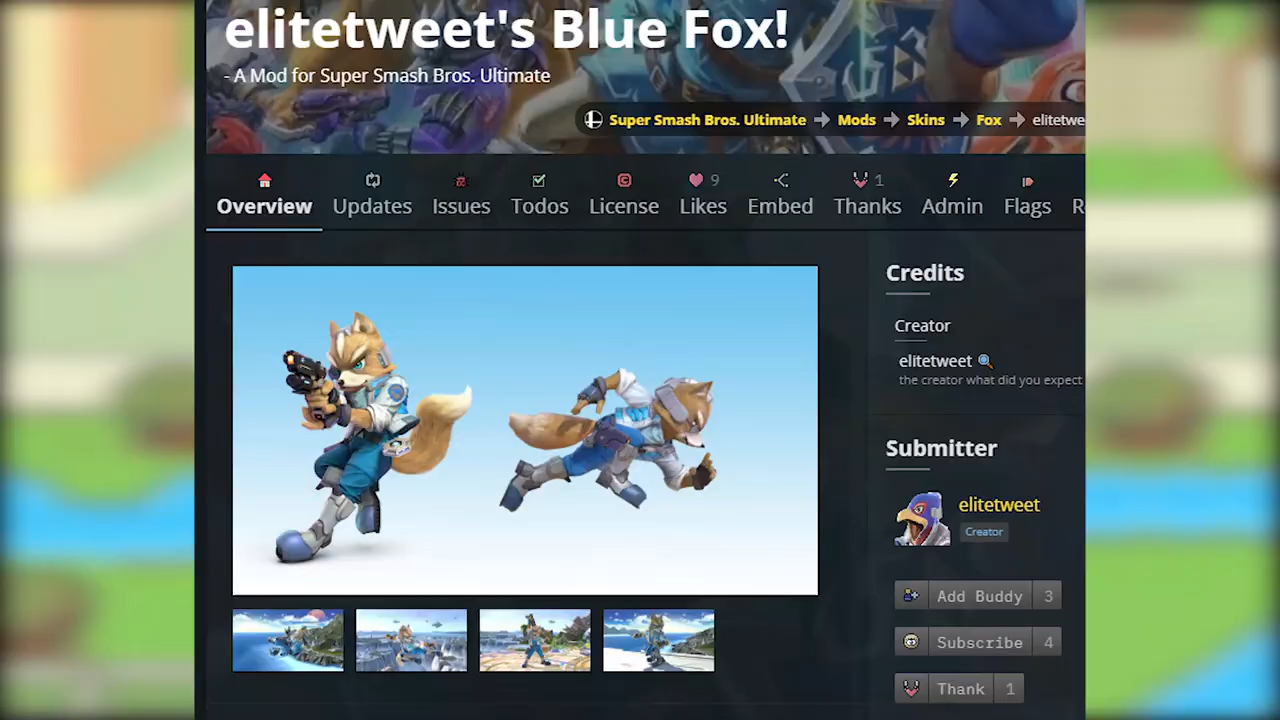 elitetweet's Blue Fox!
- A Mod for Super Smash Bros. Ultimate
Super Smash Bros. Ultimate Mods Skins Fox elitetwe
9 1
Overview Updates Issues Todos License Likes Embed Thanks Admin Flags R
Credits
Creator
elitetweet
the creator what did you expect
Submitter
elitetweet
Creator
Add Buddy 3
Subscribe 4
Thank 1